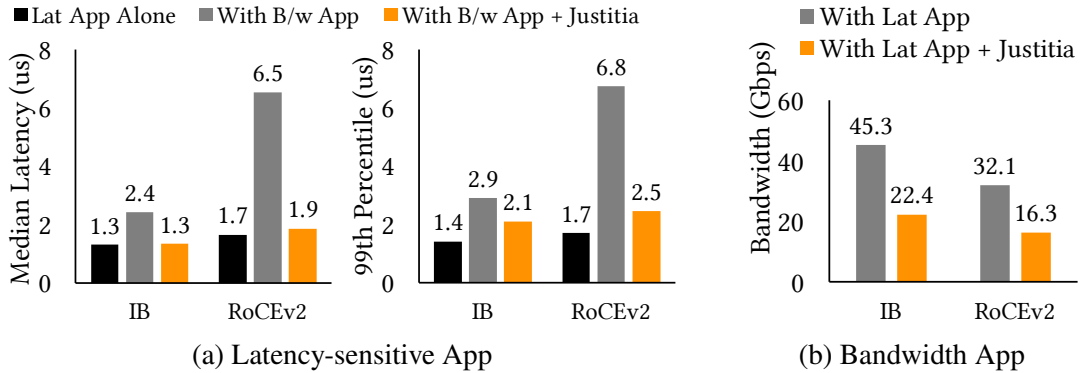 Lat App Alone With B/w App With B/w App + Justitia
Median Latency (us)
8
6
4
2
0
1.3
2.4
1.3
1.7
6.5
1.9
IB RoCEv2
99th Percentile (us)
8
6
4
2
0
1.4
2.9
2.1
1.7
6.8
2.5
IB RoCEv2
(a) Latency-sensitive App
With Lat App
With Lat App + Justitia
Bandwidth (Gbps)
60
40
20
0
45.3
22.4
32.1
16.3
IB RoCEv2
(b) Bandwidth App